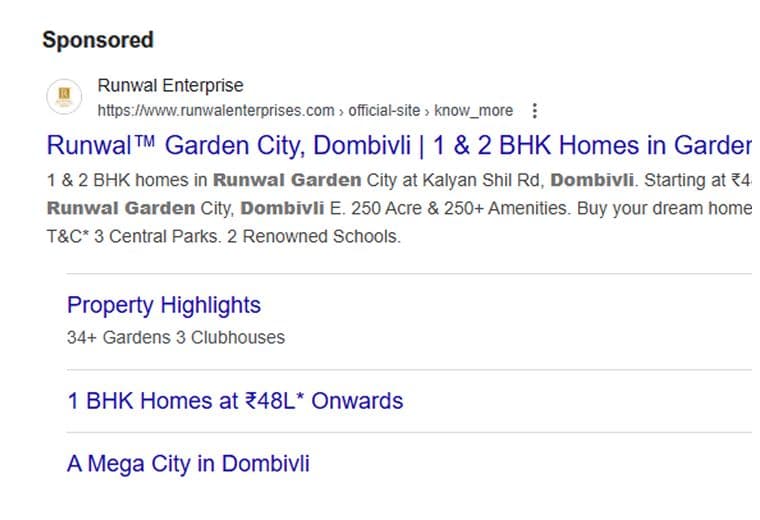 Sponsored
Runwal Enterprise
https://www.runwalenterprises.com › official-site › know_more
Runwal™ Garden City, Dombivli | 1 & 2 BHK Homes in Garden
1 & 2 BHK homes in Runwal Garden City at Kalyan Shil Rd, Dombivli. Starting at ₹4
Runwal Garden City, Dombivli E. 250 Acre & 250+ Amenities. Buy your dream home
T&C* 3 Central Parks. 2 Renowned Schools.
Property Highlights
34+ Gardens 3 Clubhouses
1 BHK Homes at ₹48L* Onwards
A Mega City in Dombivli